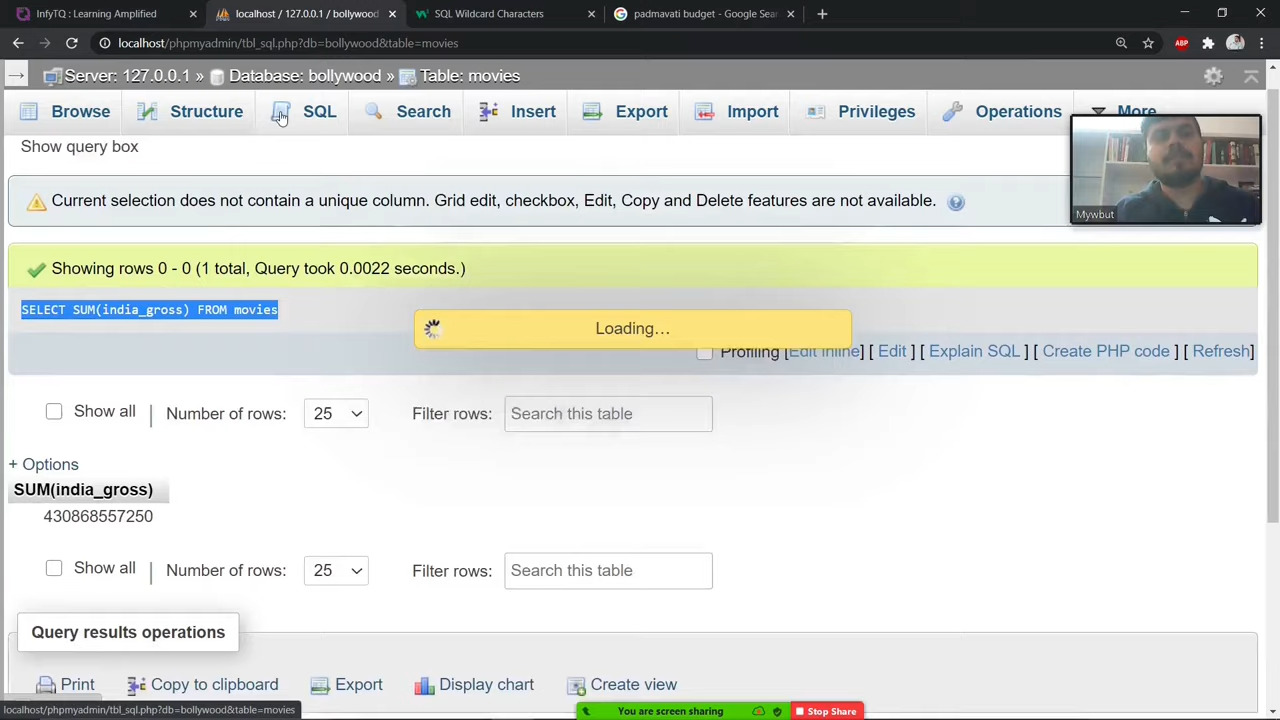 InfyTQ : Learning Amplified
localhost / 127.0.0.1 / bollywood
SQL Wildcard Characters
padmavati budget - Google Sear
localhost/phpmyadmin/tbl_sql.php?db=bollywood&table=movies
ABP
Server: 127.0.0.1 » Database: bollywood » Table: movies
Browse Structure SQL Search Insert Export Import Privileges Operations More
Show query box
Current selection does not contain a unique column. Grid edit, checkbox, Edit, Copy and Delete features are not available.
Mywbut
Showing rows 0 - 0 (1 total, Query took 0.0022 seconds.)
SELECT SUM(india_gross) FROM movies
Loading…
Profiling [Edit inline] [ Edit ] [ Explain SQL ] [ Create PHP code ] [ Refresh]
Show all | Number of rows: 25 Filter rows: Search this table
+ Options
SUM(india_gross)
430868557250
Show all | Number of rows: 25 Filter rows: Search this table
Query results operations
Print Copy to clipboard Export Display chart Create view
localhost/phpmyadmin/tbl_sql.php?db=bollywood&table=movies
You are screen sharing
Stop Share